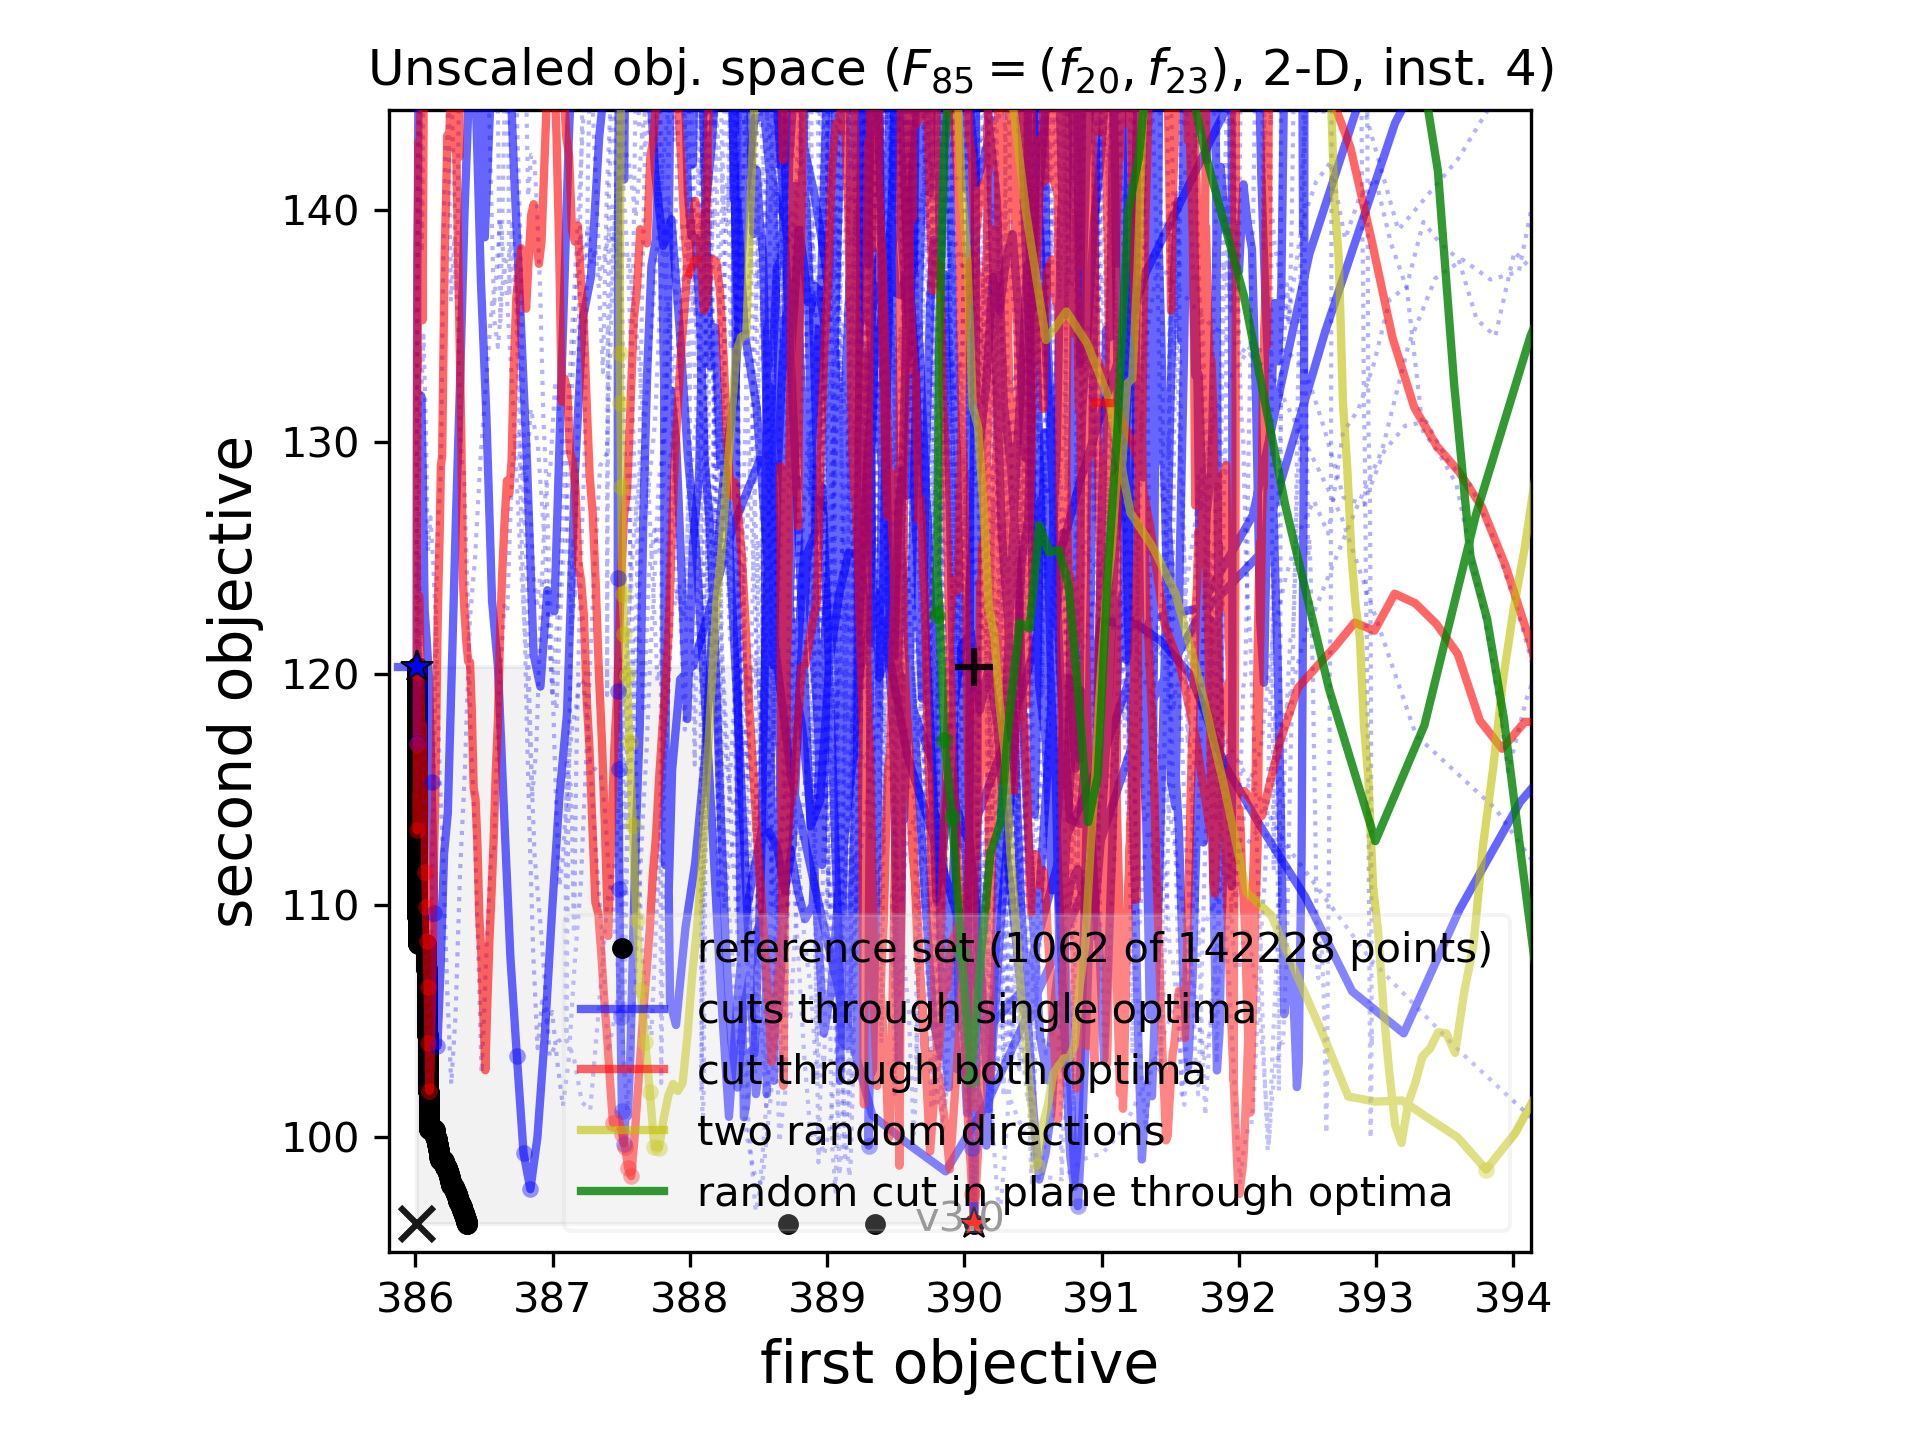 Unscaled obj. space (F85 = (f20, f23), 2-D, inst. 4)
140
130
120
110
100
second objective
reference set (1062 of 142228 points)
cuts through single optima
cut through both optima
two random directions
random cut in plane through optima
v3.0
386 387 388 389 390 391 392 393 394
first objective